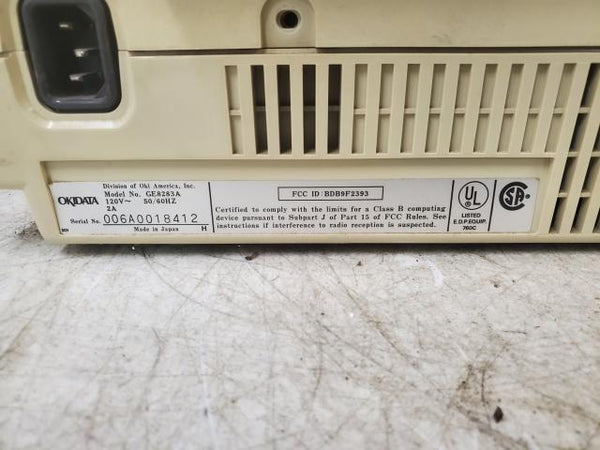 OKIDATA
Division of Oki America, Inc.
Model No. GE8283A
120V~ 50/60HZ
2A
Serial No. 006A0018412
Made in Japan H
FCC ID: BDB9F2393
Certified to comply with the limits for a Class B computing
device pursuant to Subpart J of Part 15 of FCC Rules. See
instructions if interference to radio reception is suspected.
UL
LISTED
E.D.P.EQUIP.
760C
SA